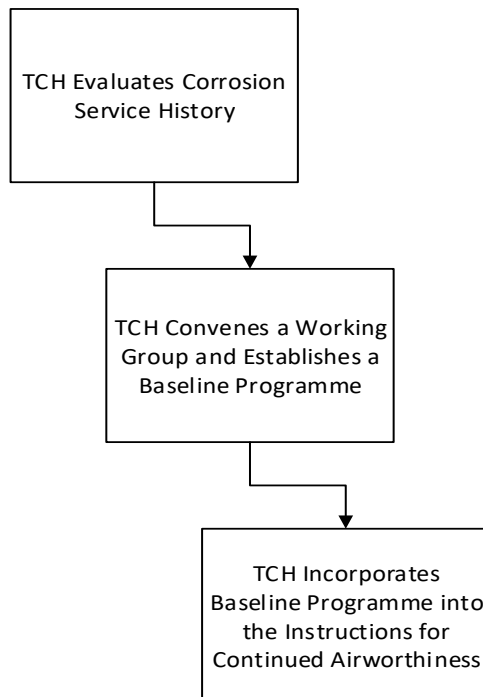 TCH Evaluates Corrosion
Service History
TCH Convenes a Working
Group and Establishes a
Baseline Programme
TCH Incorporates
Baseline Programme into
the Instructions for
Continued Airworthiness